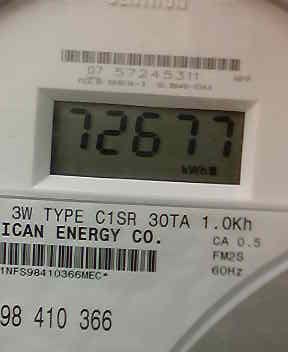 07 57245311
72677
kWh
3W TYPE C1SR 30TA 1.0Kh
ICAN ENERGY CO.
CA 0.5
FM2S
60Hz
1NFS98410366MEC*
98 410 366